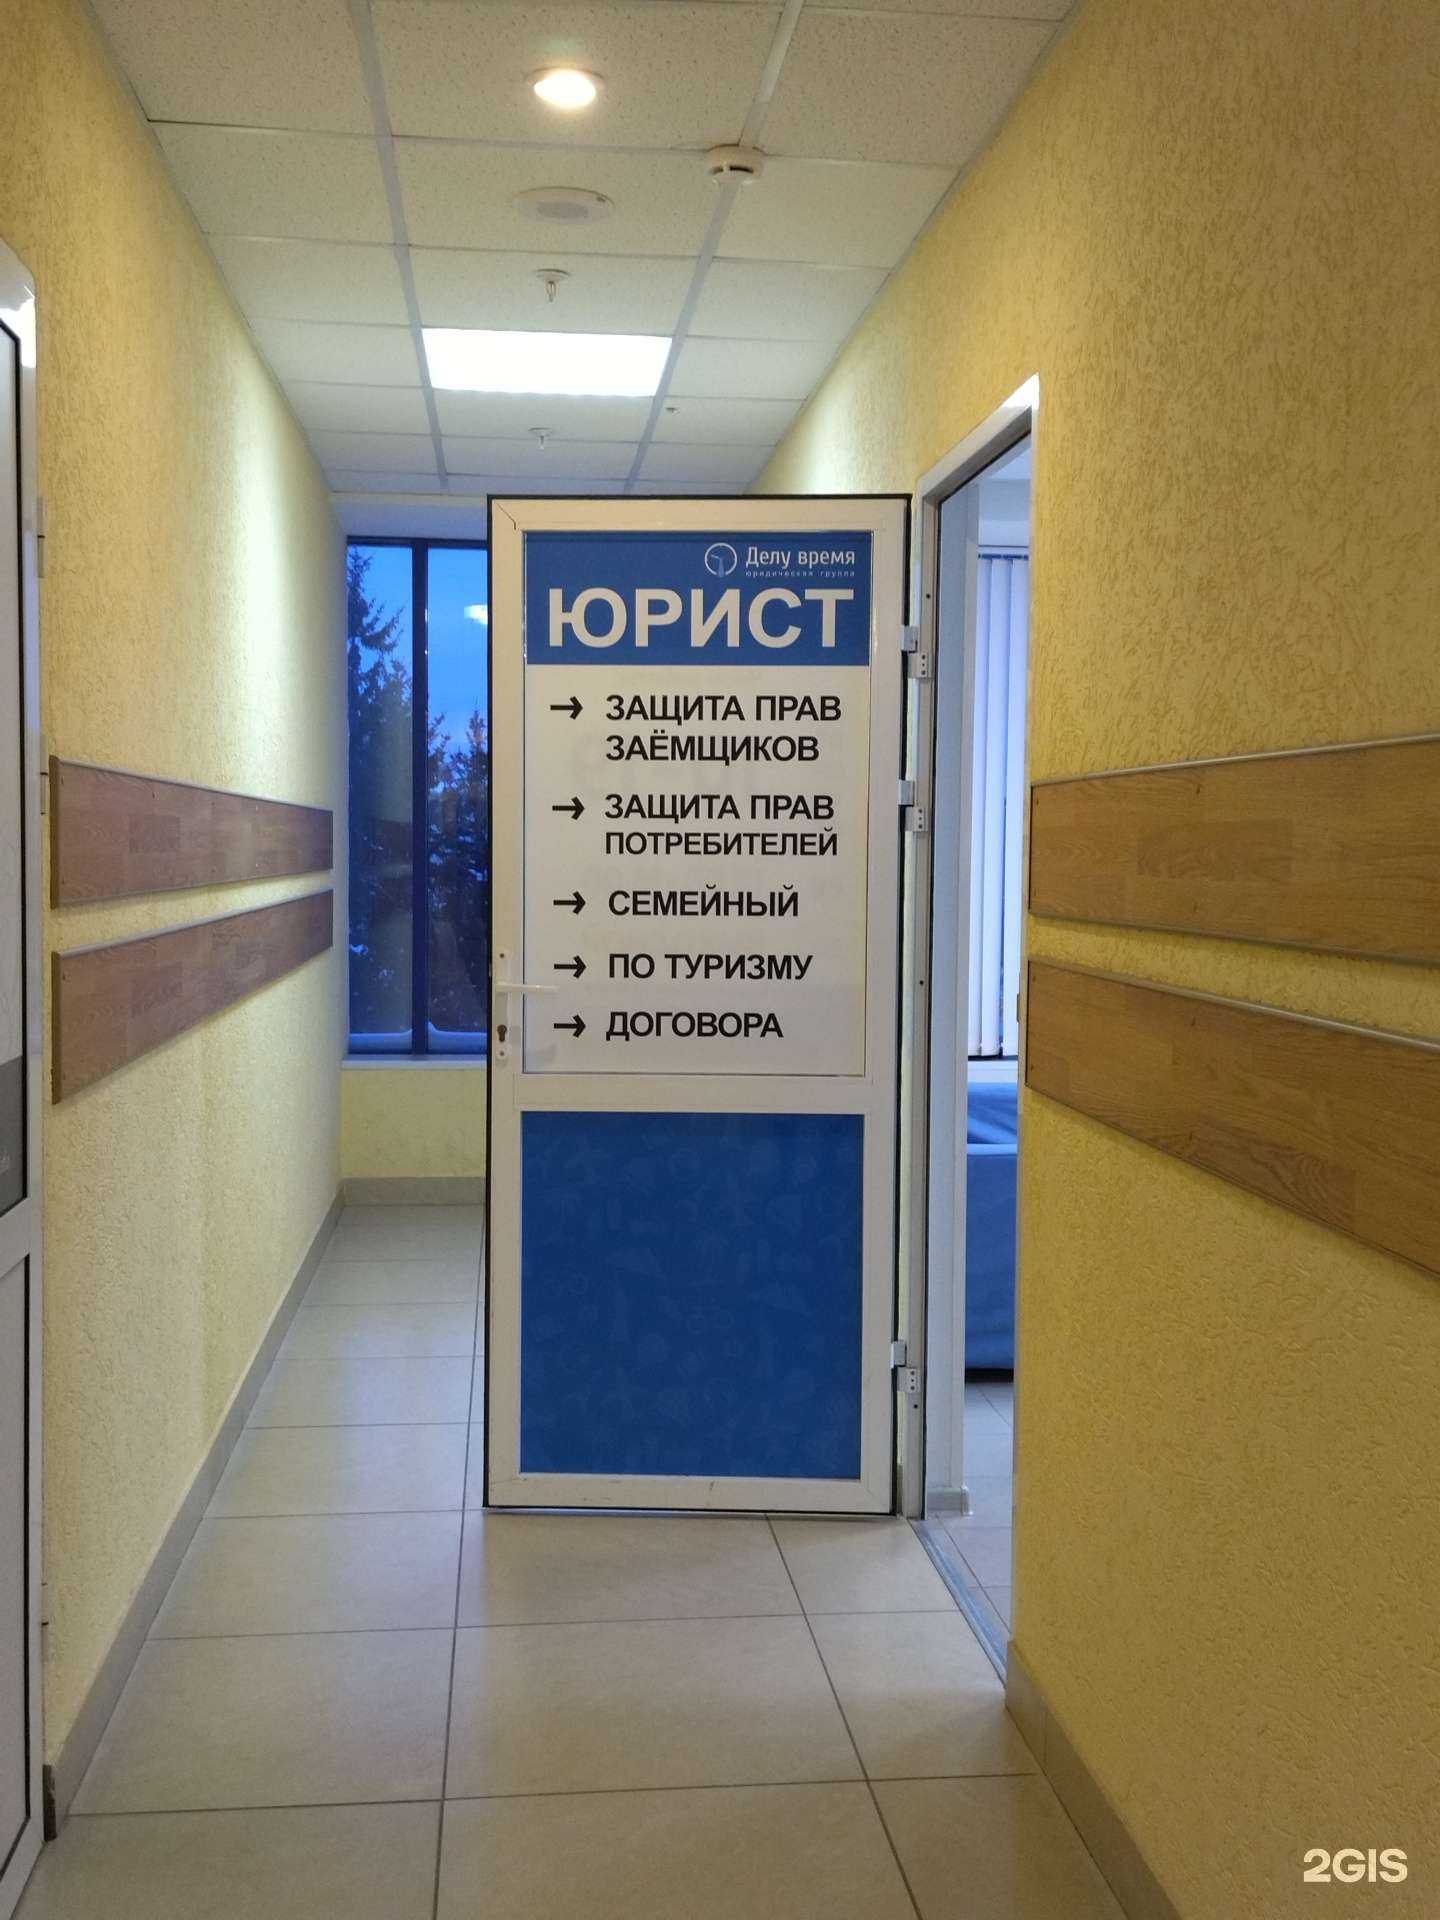 Делу время
юридическая группа
ЮРИСТ
→ ЗАЩИТА ПРАВ
ЗАЁМЩИКОВ
→ ЗАЩИТА ПРАВ
ПОТРЕБИТЕЛЕЙ
→ СЕМЕЙНЫЙ
→ ПО ТУРИЗМУ
→ ДОГОВОРА
2GIS